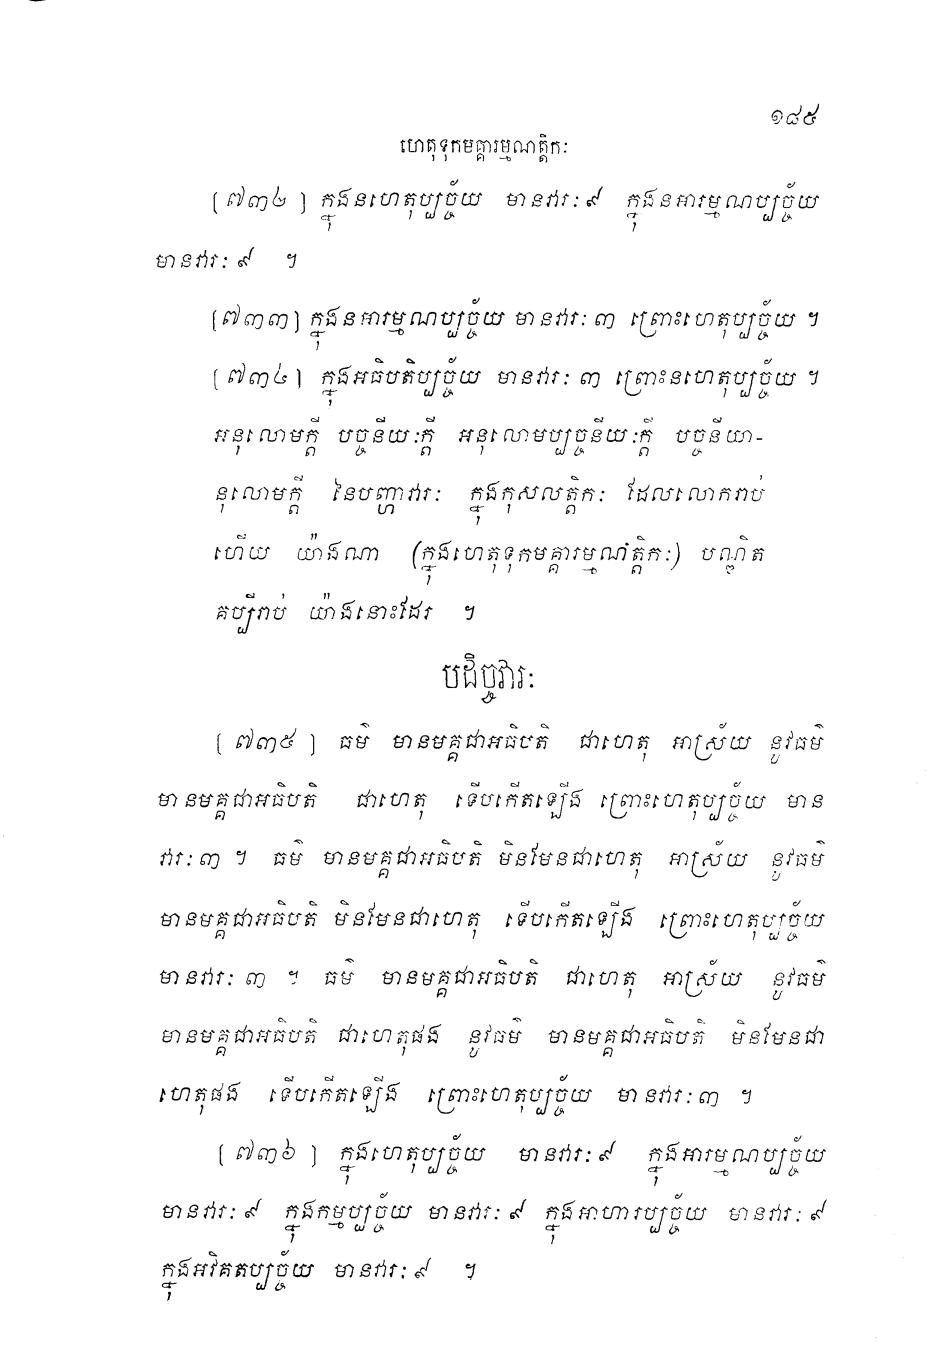 ១៨៥
ហេតុទុកមគ្គារម្មណត្តិកៈ
[៧៣២] ក្នុងនហេតុប្បច្ច័យ មានវារៈ ៩ ក្នុងនអារម្មណប្បច្ច័យ
មានវារៈ ៩ ។
[៧៣៣] ក្នុងនអារម្មណប្បច្ច័យ មានវារៈ ៣ ព្រោះហេតុប្បច្ច័យ ។
[៧៣៤] ក្នុងអធិបតិប្បច្ច័យ មានវារៈ ៣ ព្រោះនហេតុប្បច្ច័យ ។
អនុលោមក្តី បច្ចនីយៈក្តី អនុលោមប្បច្ចនីយៈក្តី បច្ចនីយា-
នុលោមក្តី នៃបញ្ហាវារៈ ក្នុងកុសលត្តិកៈ ដែលលោករាប់
ហើយ យ៉ាងណា (ក្នុងហេតុទុកមគ្គារម្មណត្តិកៈ) បណ្ឌិត
គប្បីរាប់ យ៉ាងនោះដែរ ។
បដិច្ចវារៈ
[៧៣៥] ធម៌ មានមគ្គជាអធិបតិ ជាហេតុ អាស្រ័យ នូវធម៌
មានមគ្គជាអធិបតិ ជាហេតុ ទើបកើតឡើង ព្រោះហេតុប្បច្ច័យ មាន
វារៈ ៣ ។ ធម៌ មានមគ្គជាអធិបតិ មិនមែនជាហេតុ អាស្រ័យ នូវធម៌
មានមគ្គជាអធិបតិ មិនមែនជាហេតុ ទើបកើតឡើង ព្រោះហេតុប្បច្ច័យ
មានវារៈ ៣ ។ ធម៌ មានមគ្គជាអធិបតិ ជាហេតុ អាស្រ័យ នូវធម៌
មានមគ្គជាអធិបតិ ជាហេតុផង នូវធម៌ មានមគ្គជាអធិបតិ មិនមែនជា
ហេតុផង ទើបកើតឡើង ព្រោះហេតុប្បច្ច័យ មានវារៈ ៣ ។
[៧៣៦] ក្នុងហេតុប្បច្ច័យ មានវារៈ ៩ ក្នុងអារម្មណប្បច្ច័យ
មានវារៈ ៩ ក្នុងកម្មប្បច្ច័យ មានវារៈ ៩ ក្នុងអាហារប្បច្ច័យ មានវារៈ ៩
ក្នុងអវិគតប្បច្ច័យ មានវារៈ ៩ ។